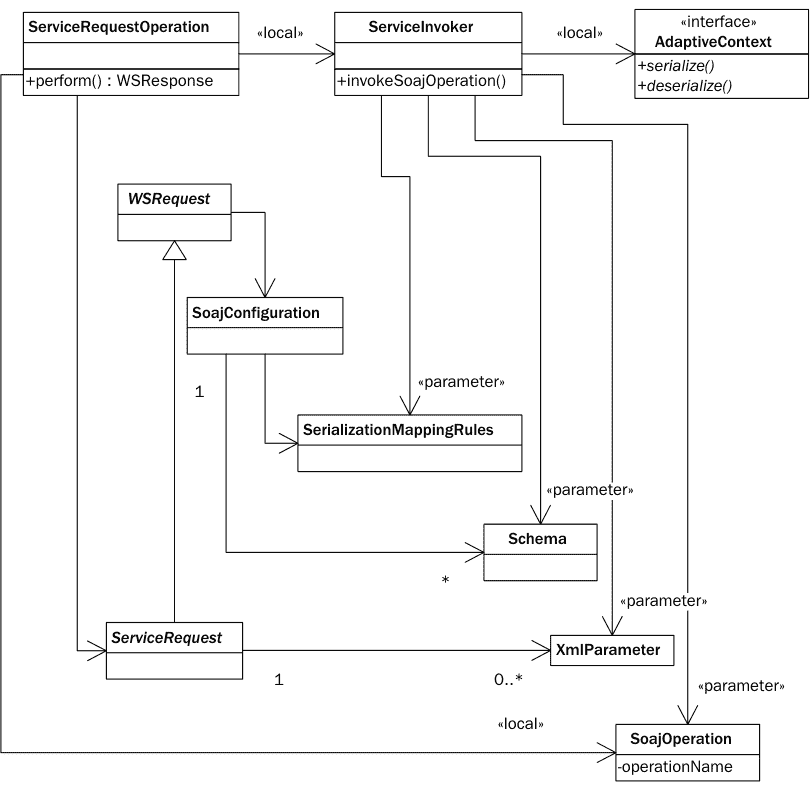 ServiceRequestOperation
+perform() : WSResponse
«local»
ServiceInvoker
+invokeSoajOperation()
«local»
«interface»
AdaptiveContext
+serialize()
+deserialize()
WSRequest
SoajConfiguration
1
«parameter»
SerializationMappingRules
«parameter»
Schema
*
«parameter»
ServiceRequest
1
0..*
XmlParameter
«parameter»
«local»
SoajOperation
-operationName